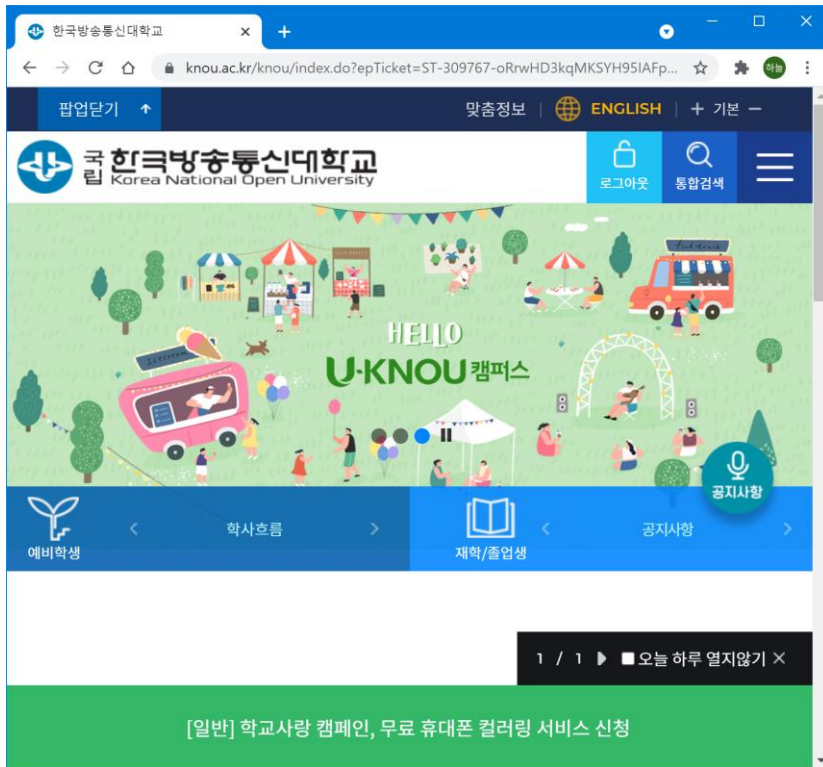 한국방송통신대학교
knou.ac.kr/knou/index.do?epTicket=ST-309767-oRrwHD3kqMKSYH95IAFp...
하늘
팝업닫기
맞춤정보
ENGLISH
+ 기본 −
국립 한국방송통신대학교
Korea National Open University
로그아웃
통합검색
Icecream
HELLO
U·KNOU 캠퍼스
공지사항
예비학생
학사흐름
재학/졸업생
공지사항
1 / 1
오늘 하루 열지않기
[일반] 학교사랑 캠페인, 무료 휴대폰 컬러링 서비스 신청